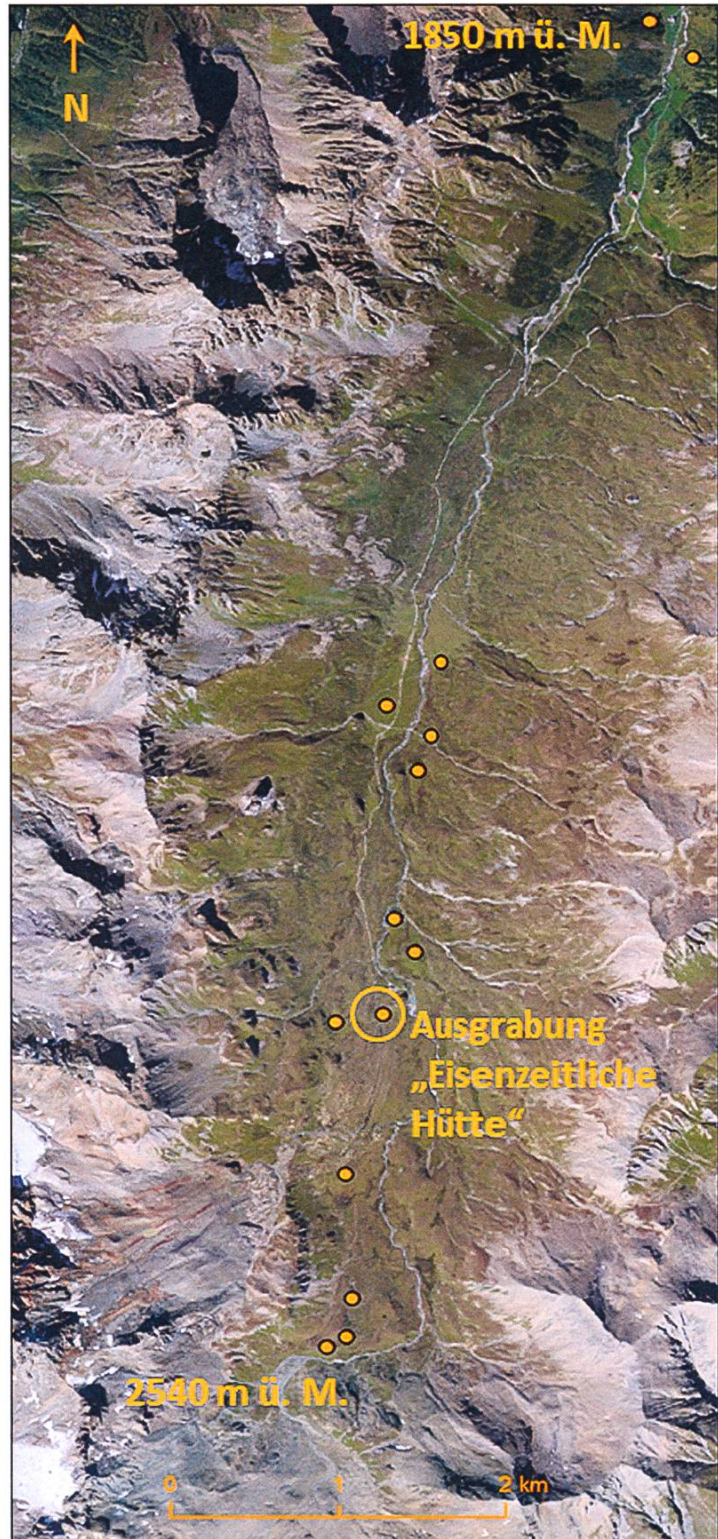 1850 m ü. M.
N
Ausgrabung
„Eisenzeitliche
Hütte“
2540 m ü. M.
0 1 2 km